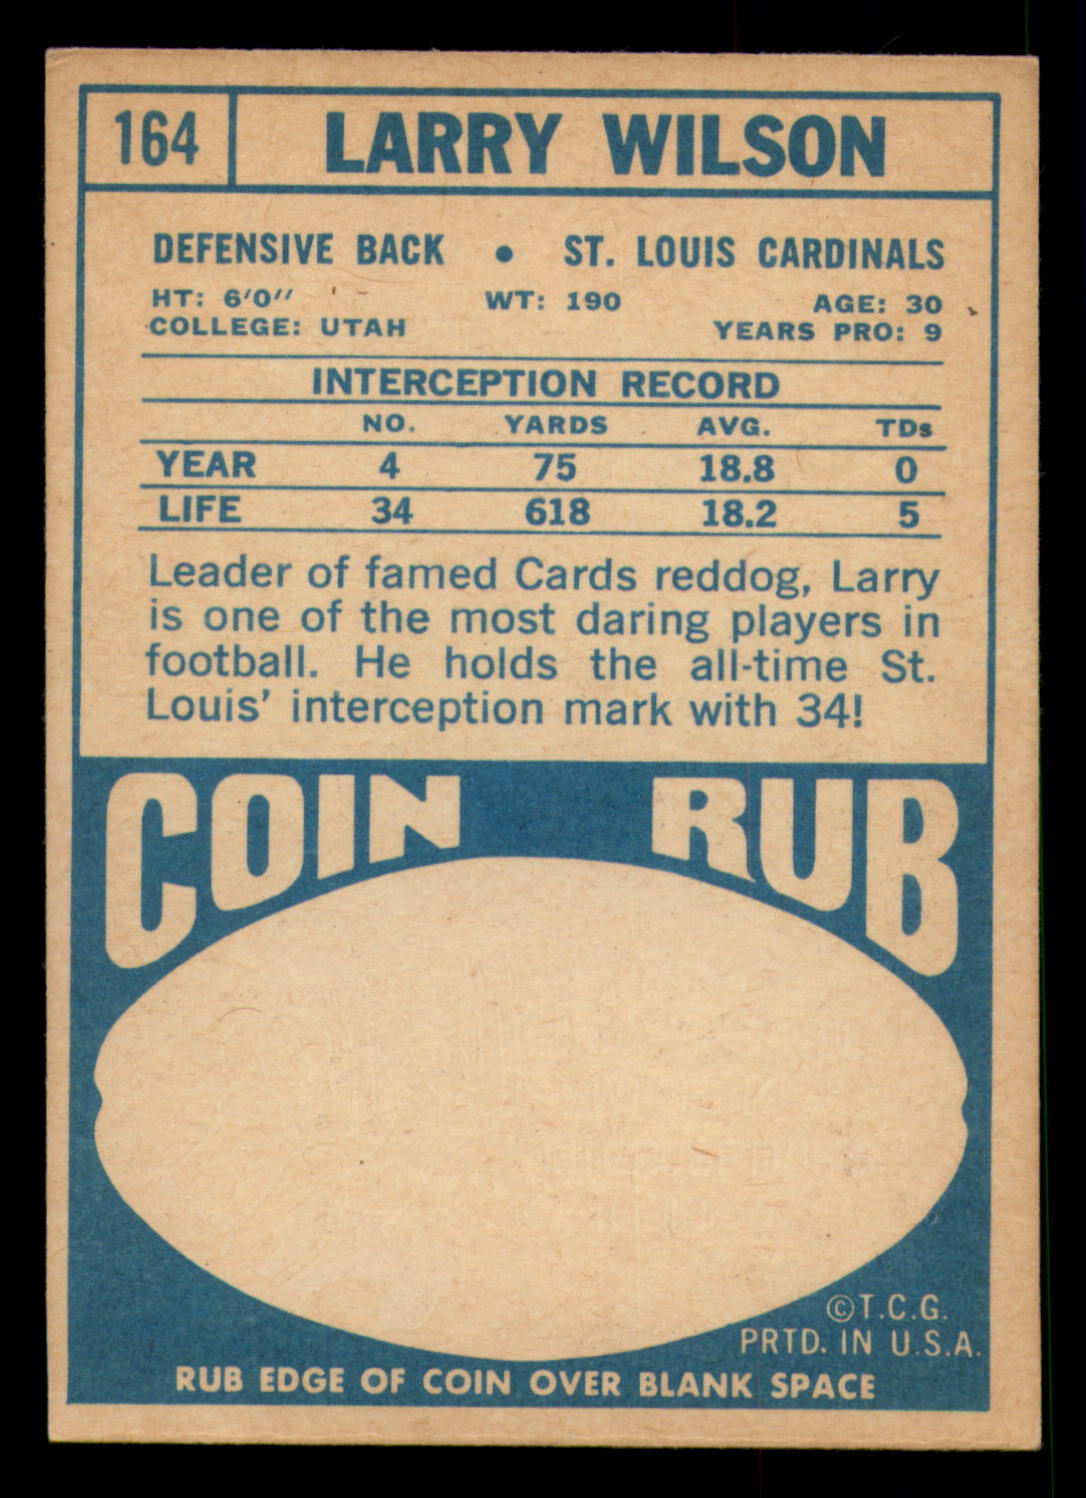 164 LARRY WILSON
DEFENSIVE BACK • ST. LOUIS CARDINALS
HT: 6'0'' WT: 190 AGE: 30
COLLEGE: UTAH YEARS PRO: 9
INTERCEPTION RECORD
NO. YARDS AVG. TDs
YEAR 4 75 18.8 0
LIFE 34 618 18.2 5
Leader of famed Cards reddog, Larry
is one of the most daring players in
football. He holds the all-time St.
Louis' interception mark with 34!
COIN RUB
©T.C.G.
PRTD. IN U.S.A.
RUB EDGE OF COIN OVER BLANK SPACE